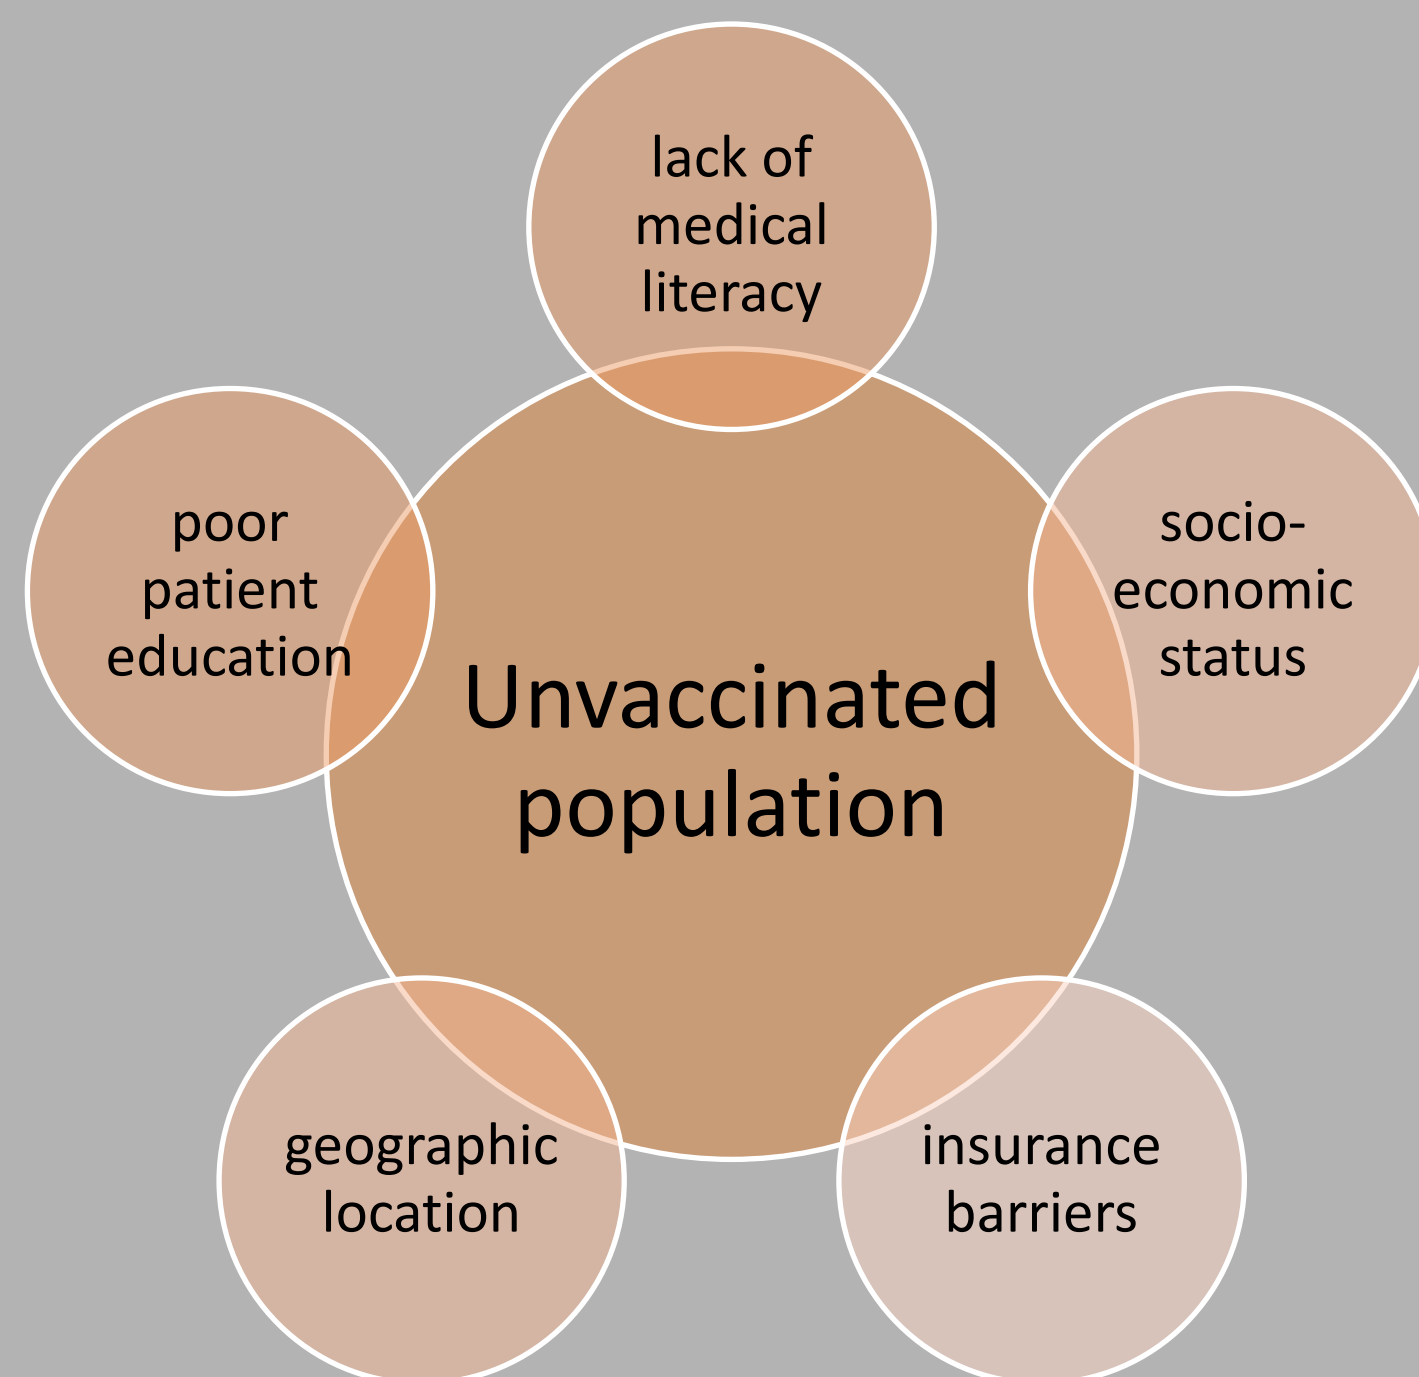 lack of
medical
literacy
socio-
economic
status
insurance
barriers
geographic
location
poor
patient
education
Unvaccinated
population